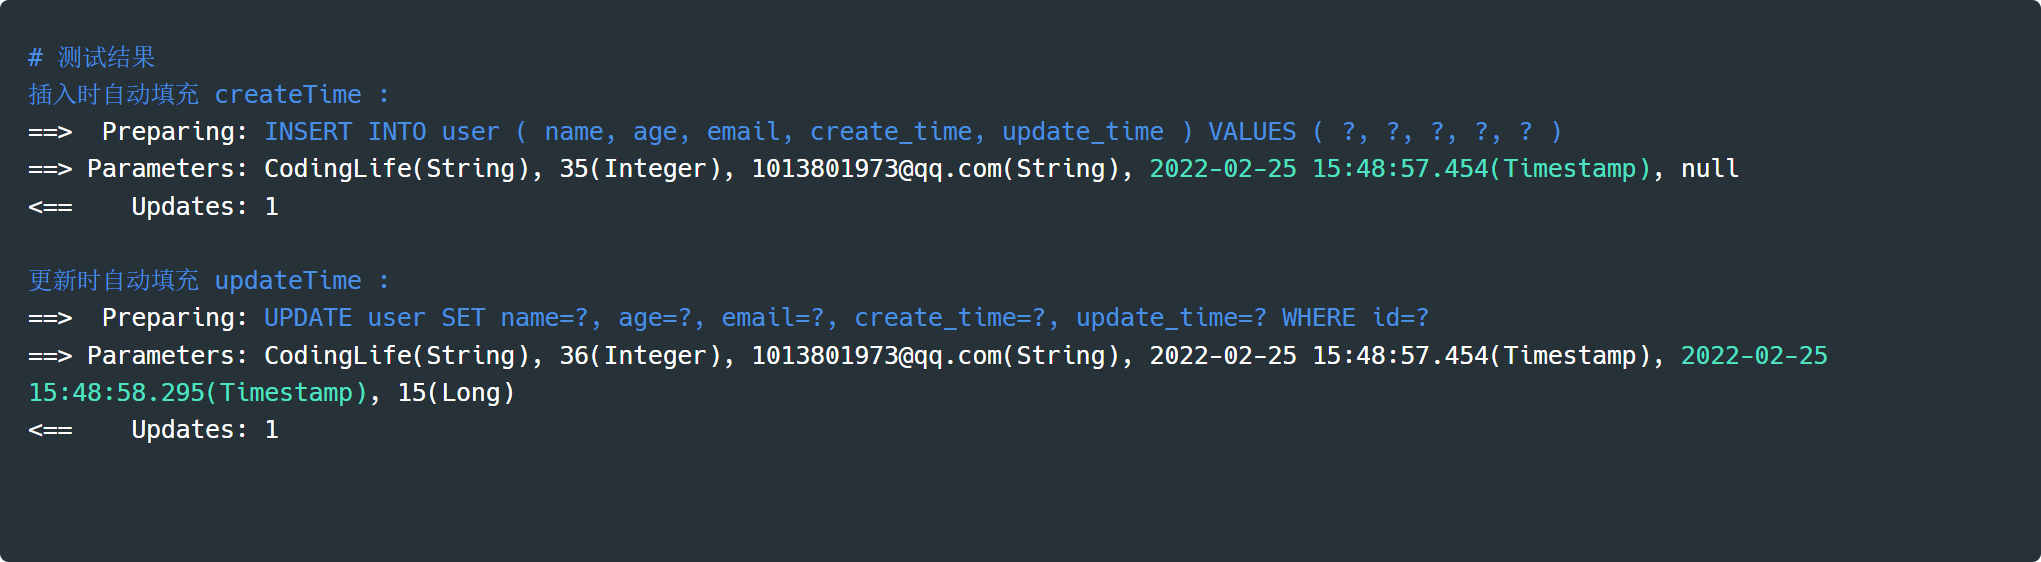 # 测试结果
插入时自动填充 createTime :
==>  Preparing: INSERT INTO user ( name, age, email, create_time, update_time ) VALUES ( ?, ?, ?, ?, ? )
==> Parameters: CodingLife(String), 35(Integer), 1013801973@qq.com(String), 2022-02-25 15:48:57.454(Timestamp), null
<==    Updates: 1
更新时自动填充 updateTime :
==>  Preparing: UPDATE user SET name=?, age=?, email=?, create_time=?, update_time=? WHERE id=?
==> Parameters: CodingLife(String), 36(Integer), 1013801973@qq.com(String), 2022-02-25 15:48:57.454(Timestamp), 2022-02-25
15:48:58.295(Timestamp), 15(Long)
<==    Updates: 1